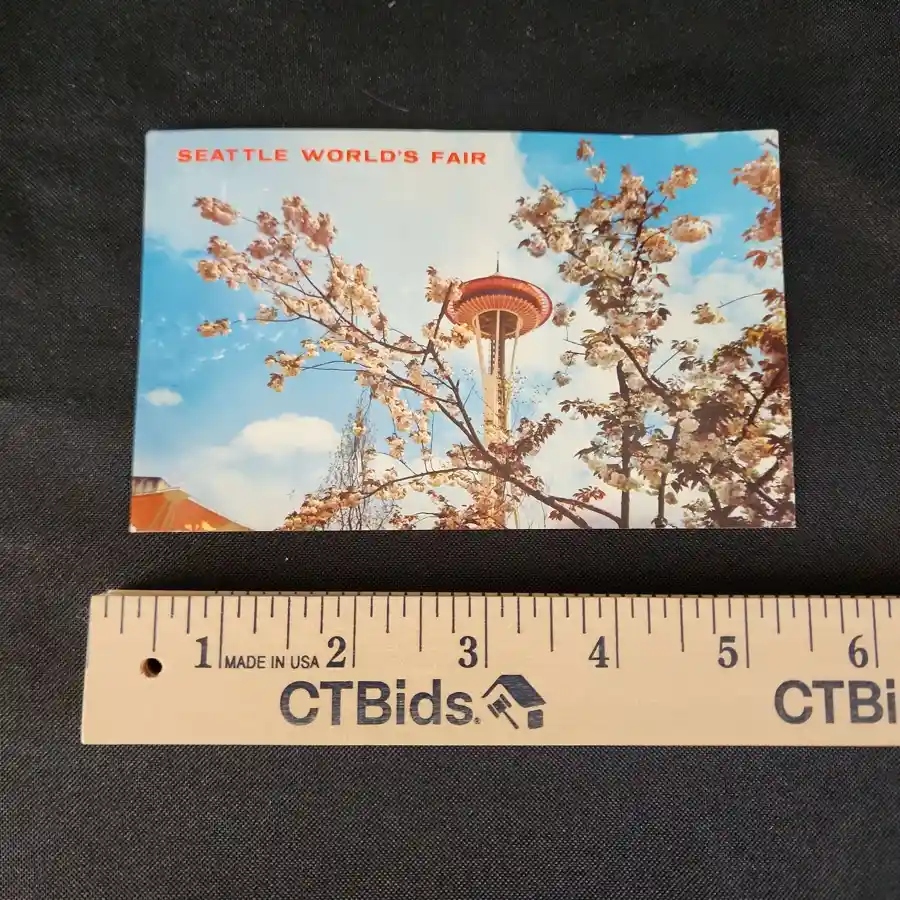 SEATTLE WORLD'S FAIR
1 MADE IN USA 2 3 4 5 6
CTBids® CTBi